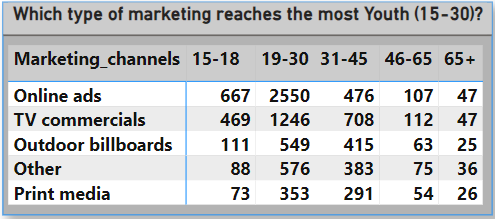 Which type of marketing reaches the most Youth (15-30)?
Marketing_channels 15-18 19-30 31-45 46-65 65+
Online ads 667 2550 476 107 47
TV commercials 469 1246 708 112 47
Outdoor billboards 111 549 415 63 25
Other 88 576 383 75 36
Print media 73 353 291 54 26